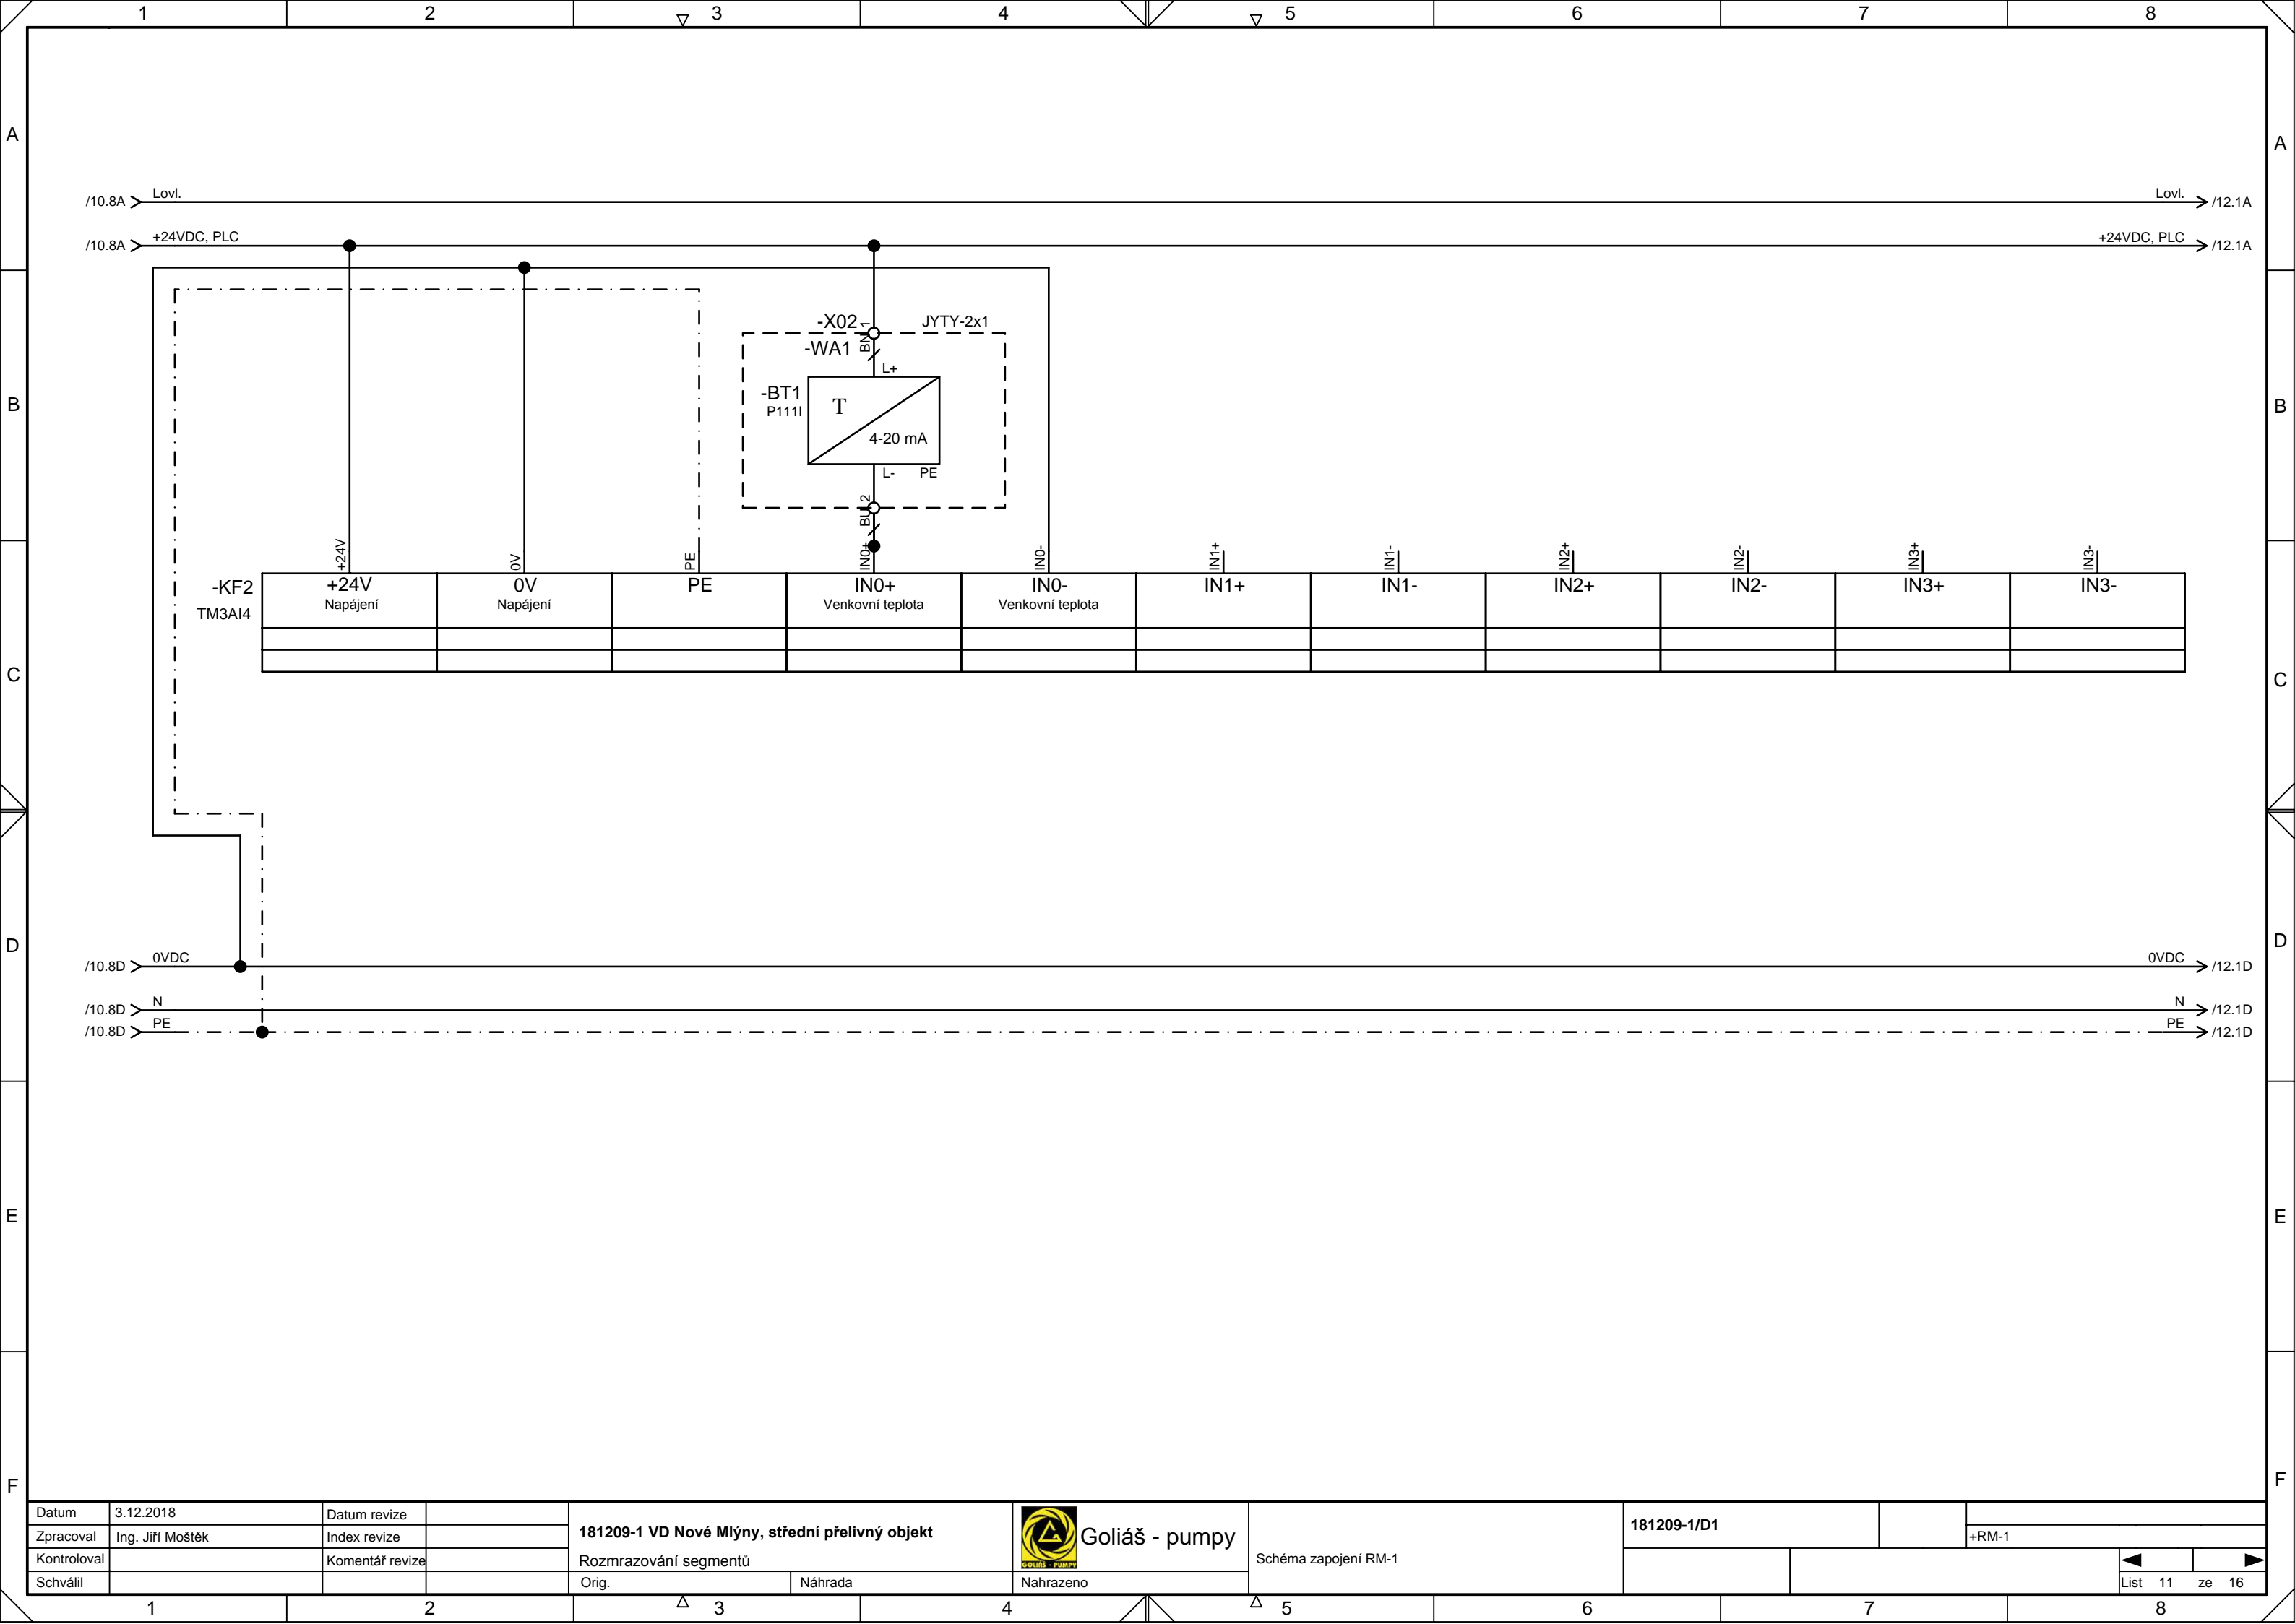 1 2 3 4 5 6 7 8
A A
/10.8A Lovl. Lovl. /12.1A
/10.8A +24VDC, PLC +24VDC, PLC /12.1A
-X02 1 JYTY-2x1
-WA1 BN
L+
B B
-BT1
P111I
T
4-20 mA
L- PE
BU 2
+24V 0V PE IN0+ IN0- IN1+ IN1- IN2+ IN2- IN3+ IN3-
-KF2 +24V 0V PE IN0+ IN0- IN1+ IN1- IN2+ IN2- IN3+ IN3-
TM3AI4 Napájení Napájení Venkovní teplota Venkovní teplota
C C
D D
/10.8D 0VDC 0VDC /12.1D
/10.8D N N /12.1D
/10.8D PE PE /12.1D
E E
F F
Datum 3.12.2018 Datum revize
Zpracoval Ing. Jiří Moštěk Index revize
Kontroloval Komentář revize
Schválil
181209-1 VD Nové Mlýny, střední přelivný objekt
Rozmrazování segmentů
Orig. Náhrada Nahrazeno
GOLIÁŠ - PUMPY
Goliáš - pumpy
Schéma zapojení RM-1
181209-1/D1
+RM-1
List 11 ze 16
1 2 3 4 5 6 7 8